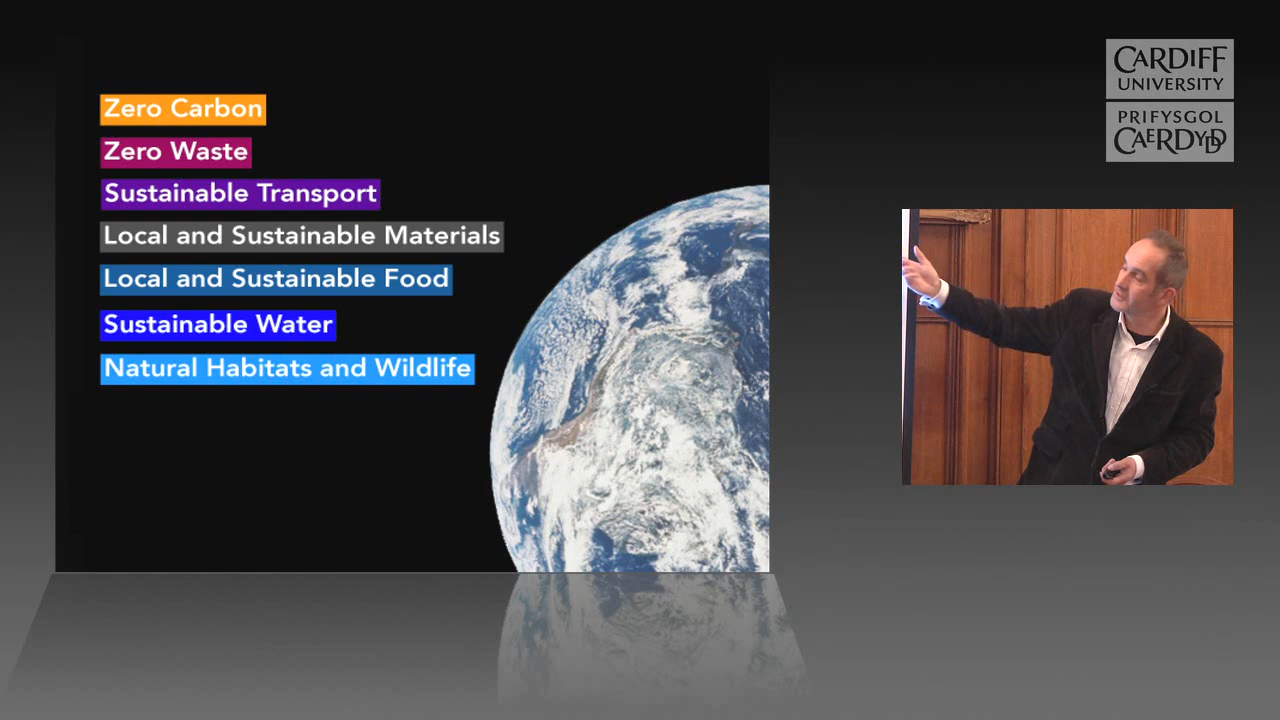 Zero Carbon
Zero Waste
Sustainable Transport
Local and Sustainable Materials
Local and Sustainable Food
Sustainable Water
Natural Habitats and Wildlife
CARDIFF
UNIVERSITY
PRIFYSGOL
CAERDYDD